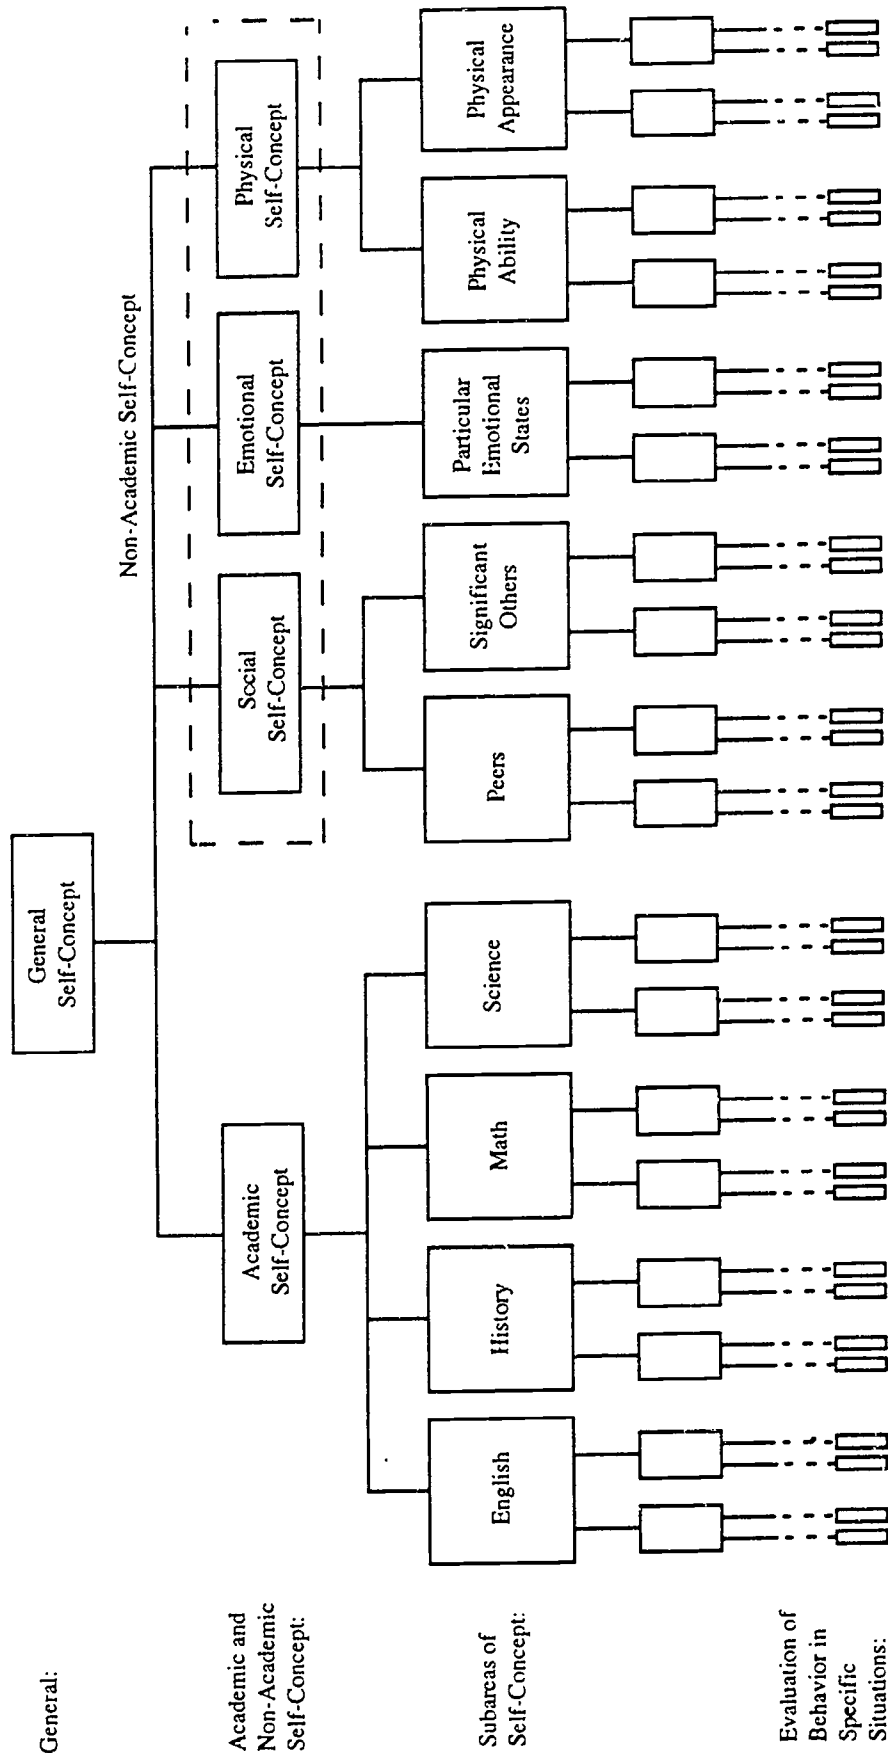 General:
General
Self-Concept
Non-Academic Self-Concept
Academic and
Non-Academic
Self-Concept:
Academic
Self-Concept
Social
Self-Concept
Emotional
Self-Concept
Physical
Self-Concept
Subareas of
Self-Concept:
English
History
Math
Science
Peers
Significant
Others
Particular
Emotional
States
Physical
Ability
Physical
Appearance
Evaluation of
Behavior in
Specific
Situations: